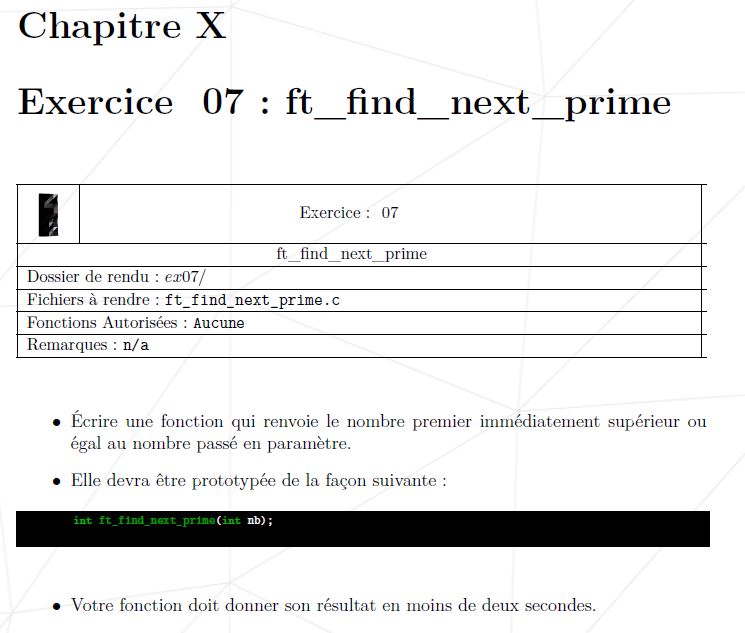 Chapitre X
Exercice 07 : ft_find_next_prime
Exercice : 07
ft_find_next_prime
Dossier de rendu : ex07/
Fichiers à rendre : ft_find_next_prime.c
Fonctions Autorisées : Aucune
Remarques : n/a
• Écrire une fonction qui renvoie le nombre premier immédiatement supérieur ou
égal au nombre passé en paramètre.
• Elle devra être prototypée de la façon suivante :
int ft_find_next_prime(int nb);
• Votre fonction doit donner son résultat en moins de deux secondes.